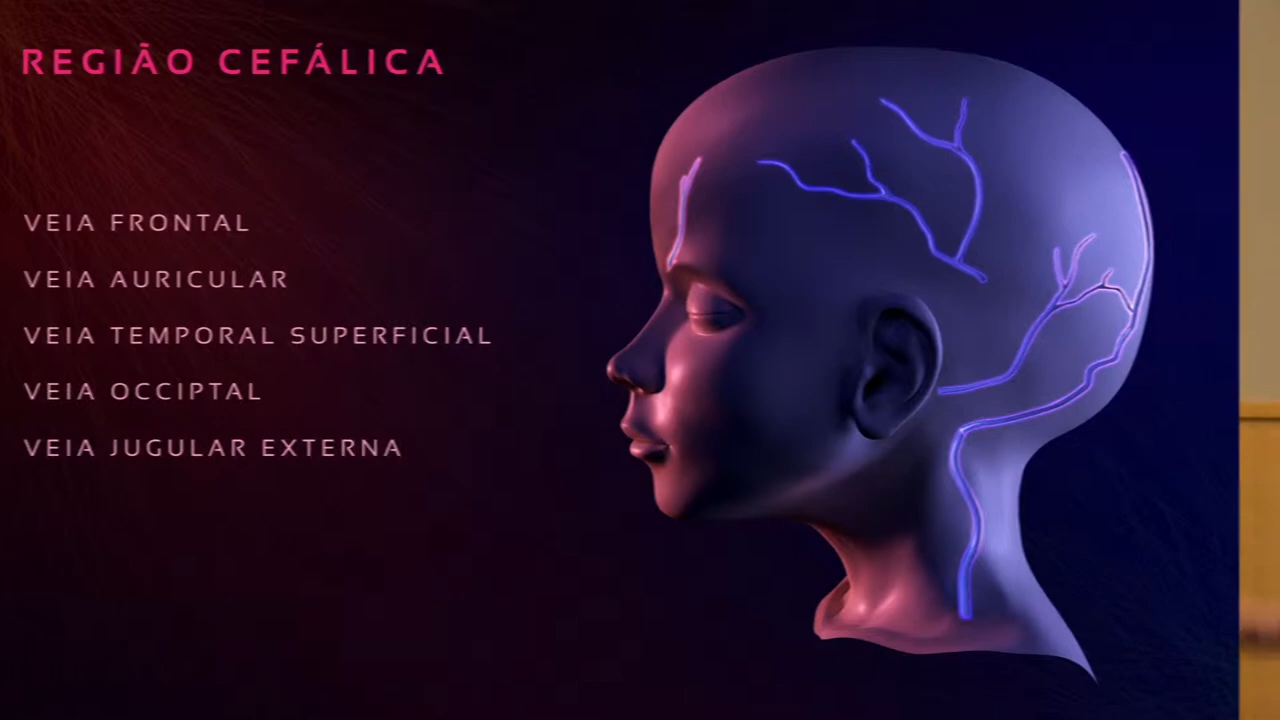 REGIÃO CEFÁLICA
VEIA FRONTAL
VEIA AURICULAR
VEIA TEMPORAL SUPERFICIAL
VEIA OCCIPTAL
VEIA JUGULAR EXTERNA